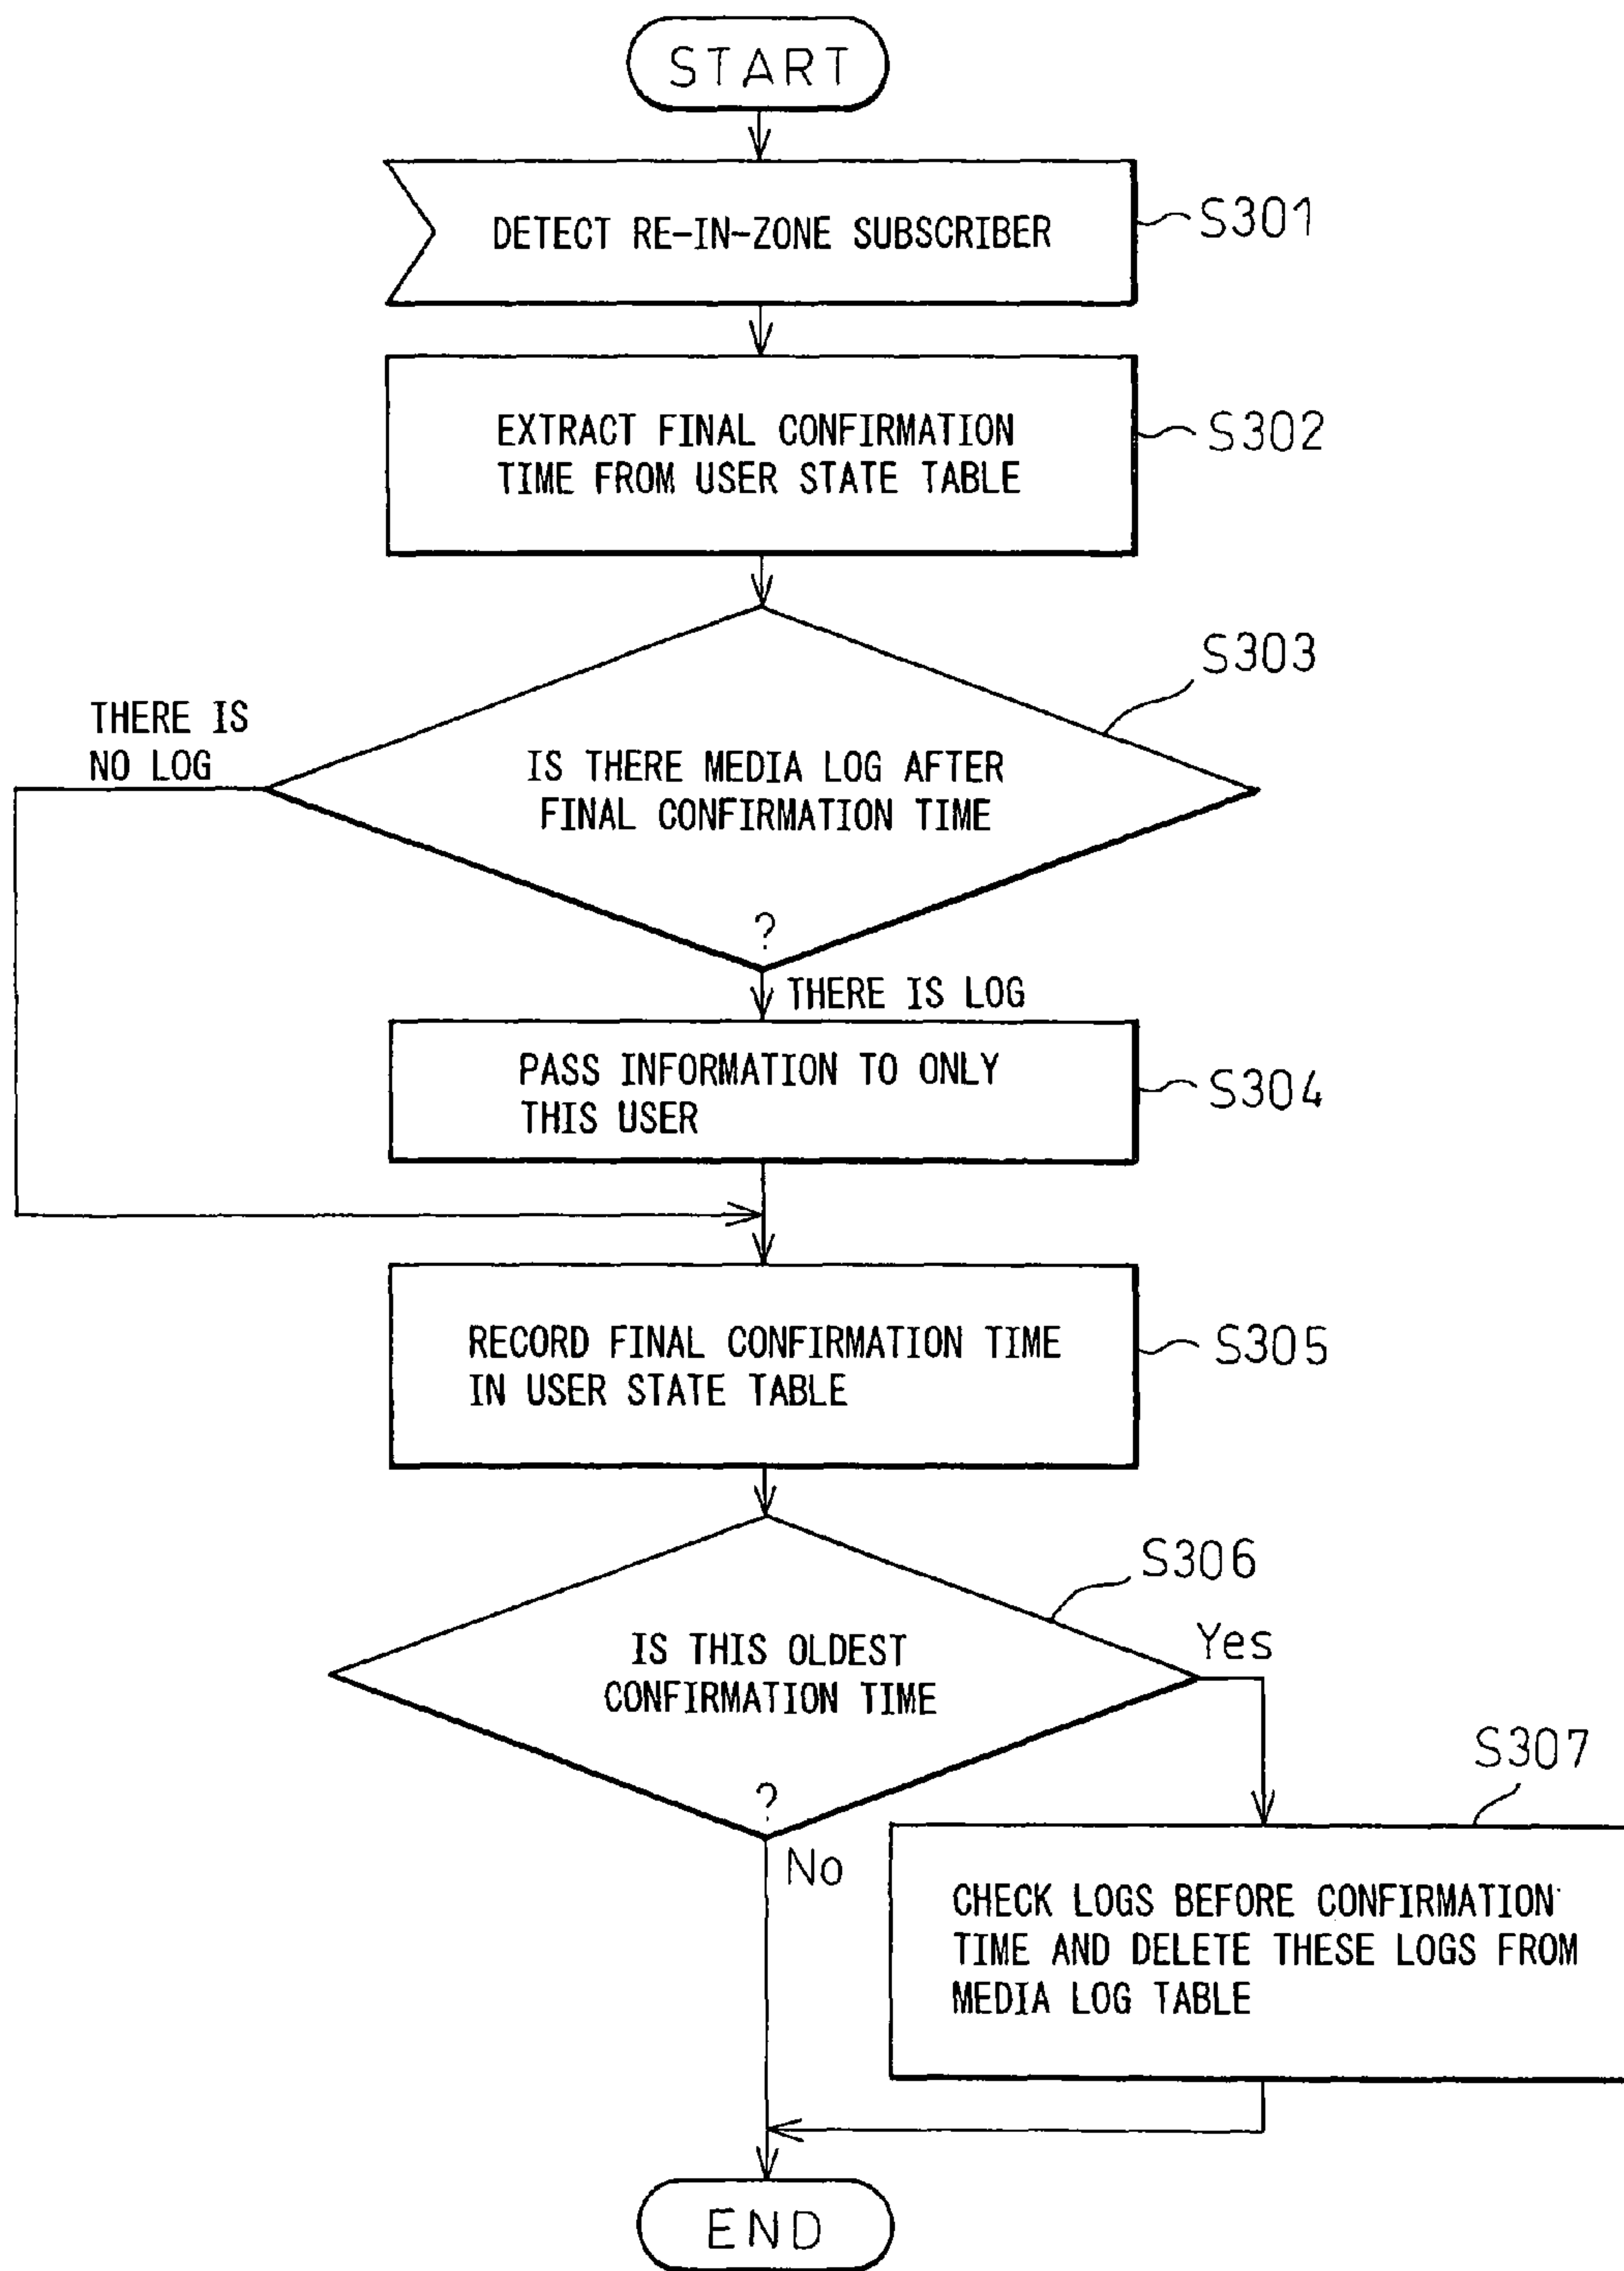 START
DETECT RE-IN-ZONE SUBSCRIBER
S301
EXTRACT FINAL CONFIRMATION
TIME FROM USER STATE TABLE
S302
S303
THERE IS
NO LOG
IS THERE MEDIA LOG AFTER
FINAL CONFIRMATION TIME
?
THERE IS LOG
PASS INFORMATION TO ONLY
THIS USER
S304
RECORD FINAL CONFIRMATION TIME
IN USER STATE TABLE
S305
S306
IS THIS OLDEST
CONFIRMATION TIME
?
Yes
No
S307
CHECK LOGS BEFORE CONFIRMATION
TIME AND DELETE THESE LOGS FROM
MEDIA LOG TABLE
END